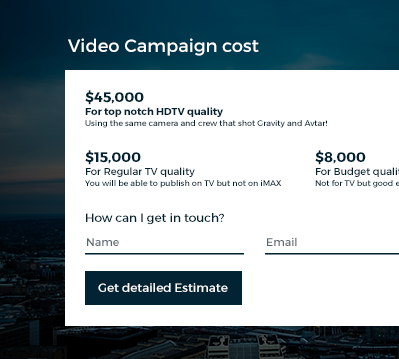 Video Campaign cost
$45,000
For top notch HDTV quality
Using the same camera and crew that shot Gravity and Avtar!
$15,000
For Regular TV quality
You will be able to publish on TV but not on iMAX
$8,000
For Budget qualit
Not for TV but good e
How can I get in touch?
Name
Email
Get detailed Estimate